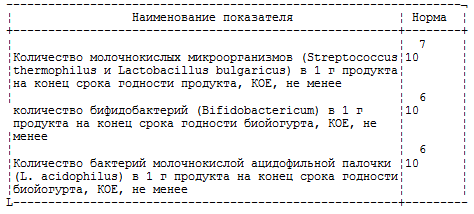 Наименование показателя Норма
7
Количество молочнокислых микроорганизмов (Streptococcus 10
thermophilus и Lactobacillus bulgaricus) в 1 г продукта
на конец срока годности продукта, КОЕ, не менее
6
количество бифидобактерий (Bifidobactericum) в 1 г 10
продукта на конец срока годности биойогурта, КОЕ, не
менее
6
Количество бактерий молочнокислой ацидофильной палочки 10
(L. acidophilus) в 1 г продукта на конец срока годности
биойогурта, КОЕ, не менее